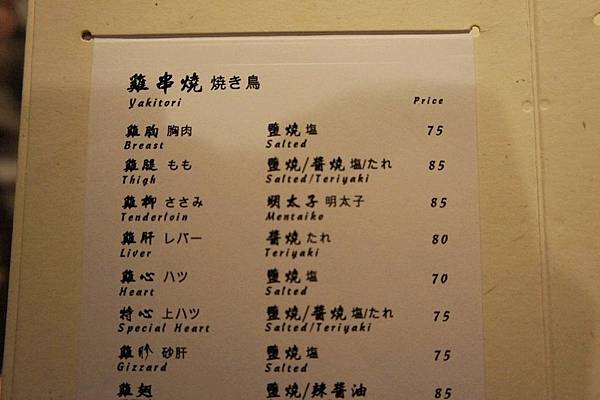 雞串燒 焼き鳥
Yakitori Price
雞胸 胸肉 鹽燒 塩 75
Breast Salted
雞腿 もも 鹽燒/醬燒 塩/たれ 85
Thigh Salted/Teriyaki
雞柳 ささみ 明太子 明太子 85
Tenderloin Mentaiko
雞肝 レバー 醬燒 たれ 80
Liver Teriyaki
雞心 ハツ 鹽燒 塩 70
Heart Salted
特心 上ハツ 鹽燒/醬燒 塩/たれ 75
Special Heart Salted/Teriyaki
雞肫 砂肝 鹽燒 塩 75
Gizzard Salted
雞翅 鹽燒/辣醬油 85